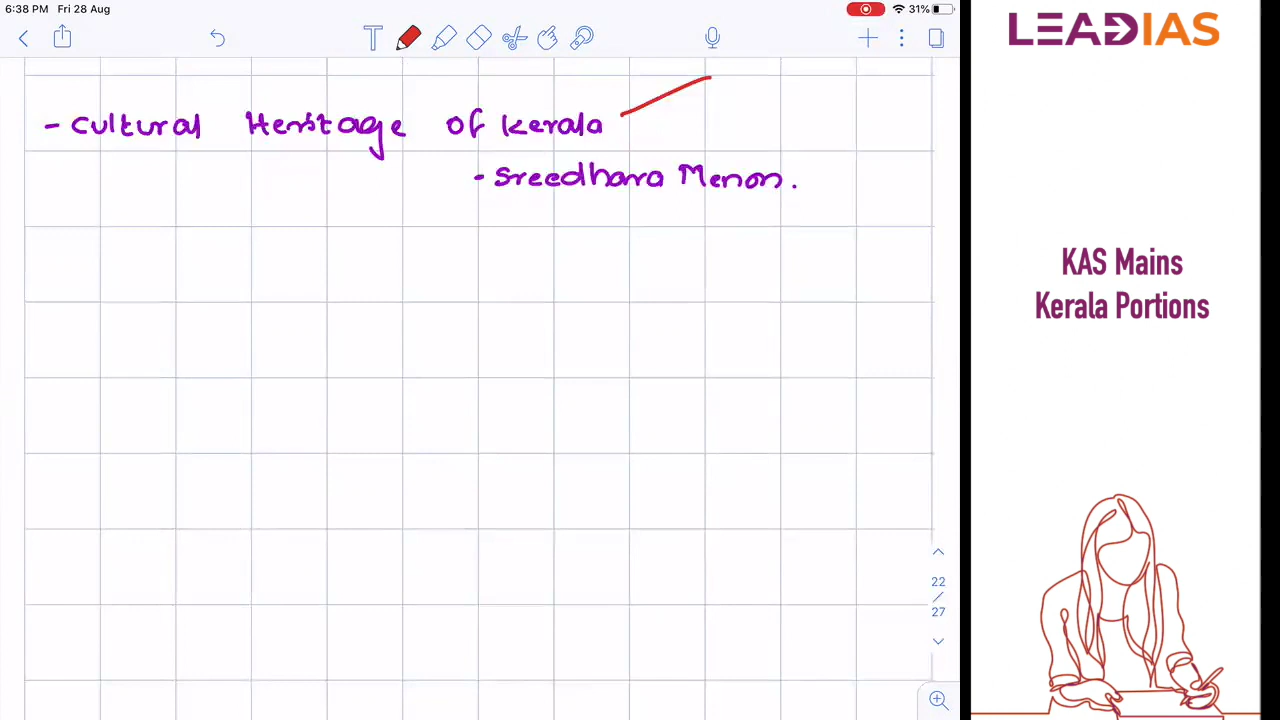 6:38 PM Fri 28 Aug
31%
LEADIAS
- Cultural Heritage of Kerala
- Sreedhara Menon.
KAS Mains
Kerala Portions
22
/
27